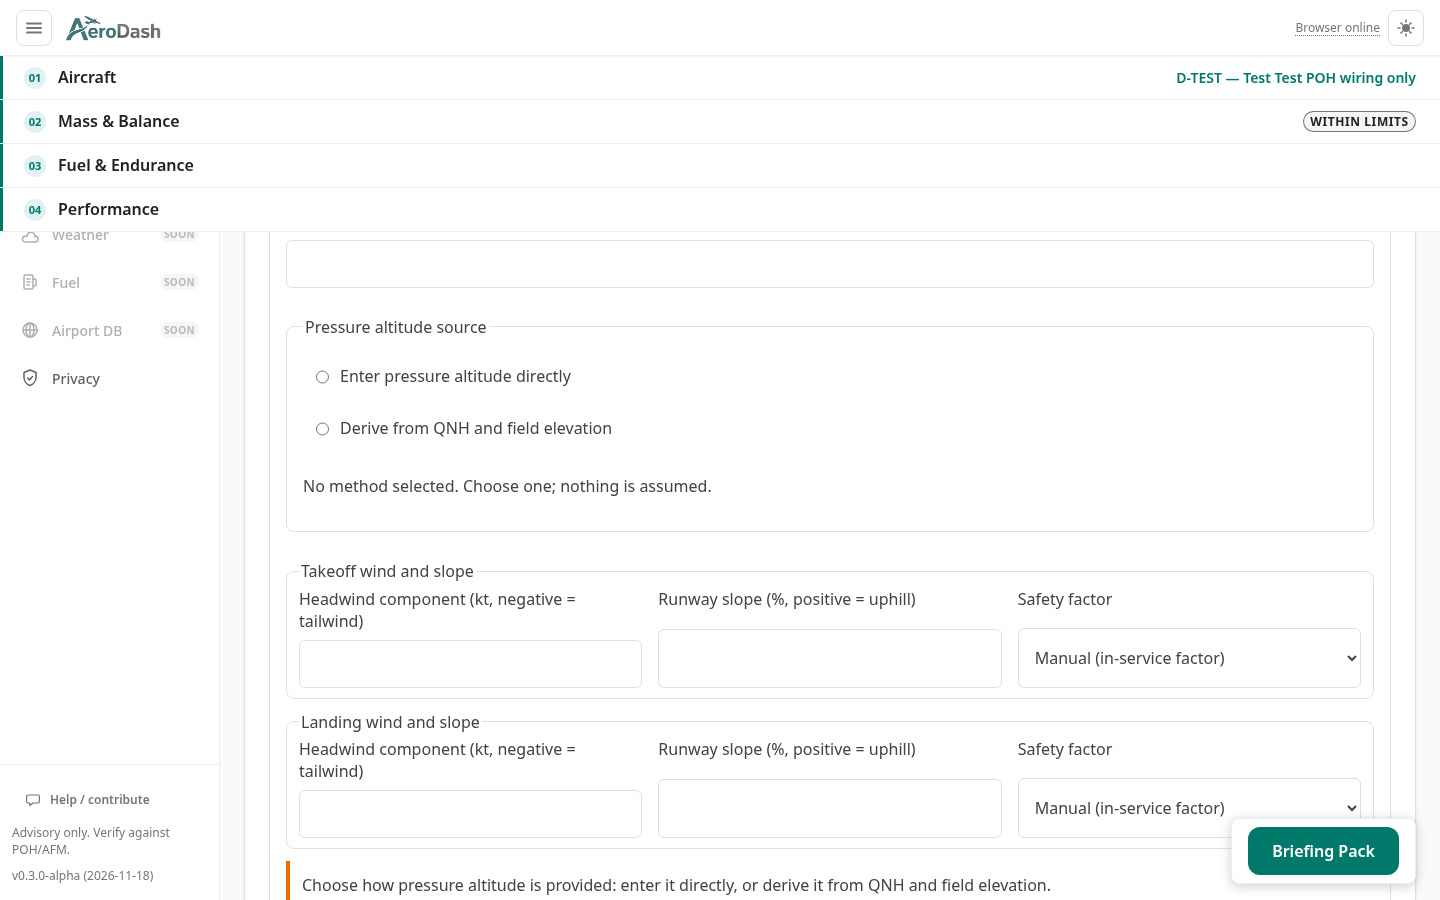 AeroDash
Browser online
01 Aircraft D-TEST — Test Test POH wiring only
02 Mass & Balance WITHIN LIMITS
03 Fuel & Endurance
04 Performance
Weather SOON
Fuel SOON
Airport DB SOON
Privacy
Pressure altitude source
Enter pressure altitude directly
Derive from QNH and field elevation
No method selected. Choose one; nothing is assumed.
Takeoff wind and slope
Headwind component (kt, negative =
tailwind)
Runway slope (%, positive = uphill)
Safety factor
Manual (in-service factor)
Landing wind and slope
Headwind component (kt, negative =
tailwind)
Runway slope (%, positive = uphill)
Safety factor
Manual (in-service factor)
Briefing Pack
Choose how pressure altitude is provided: enter it directly, or derive it from QNH and field elevation.
Help / contribute
Advisory only. Verify against
POH/AFM.
v0.3.0-alpha (2026-11-18)